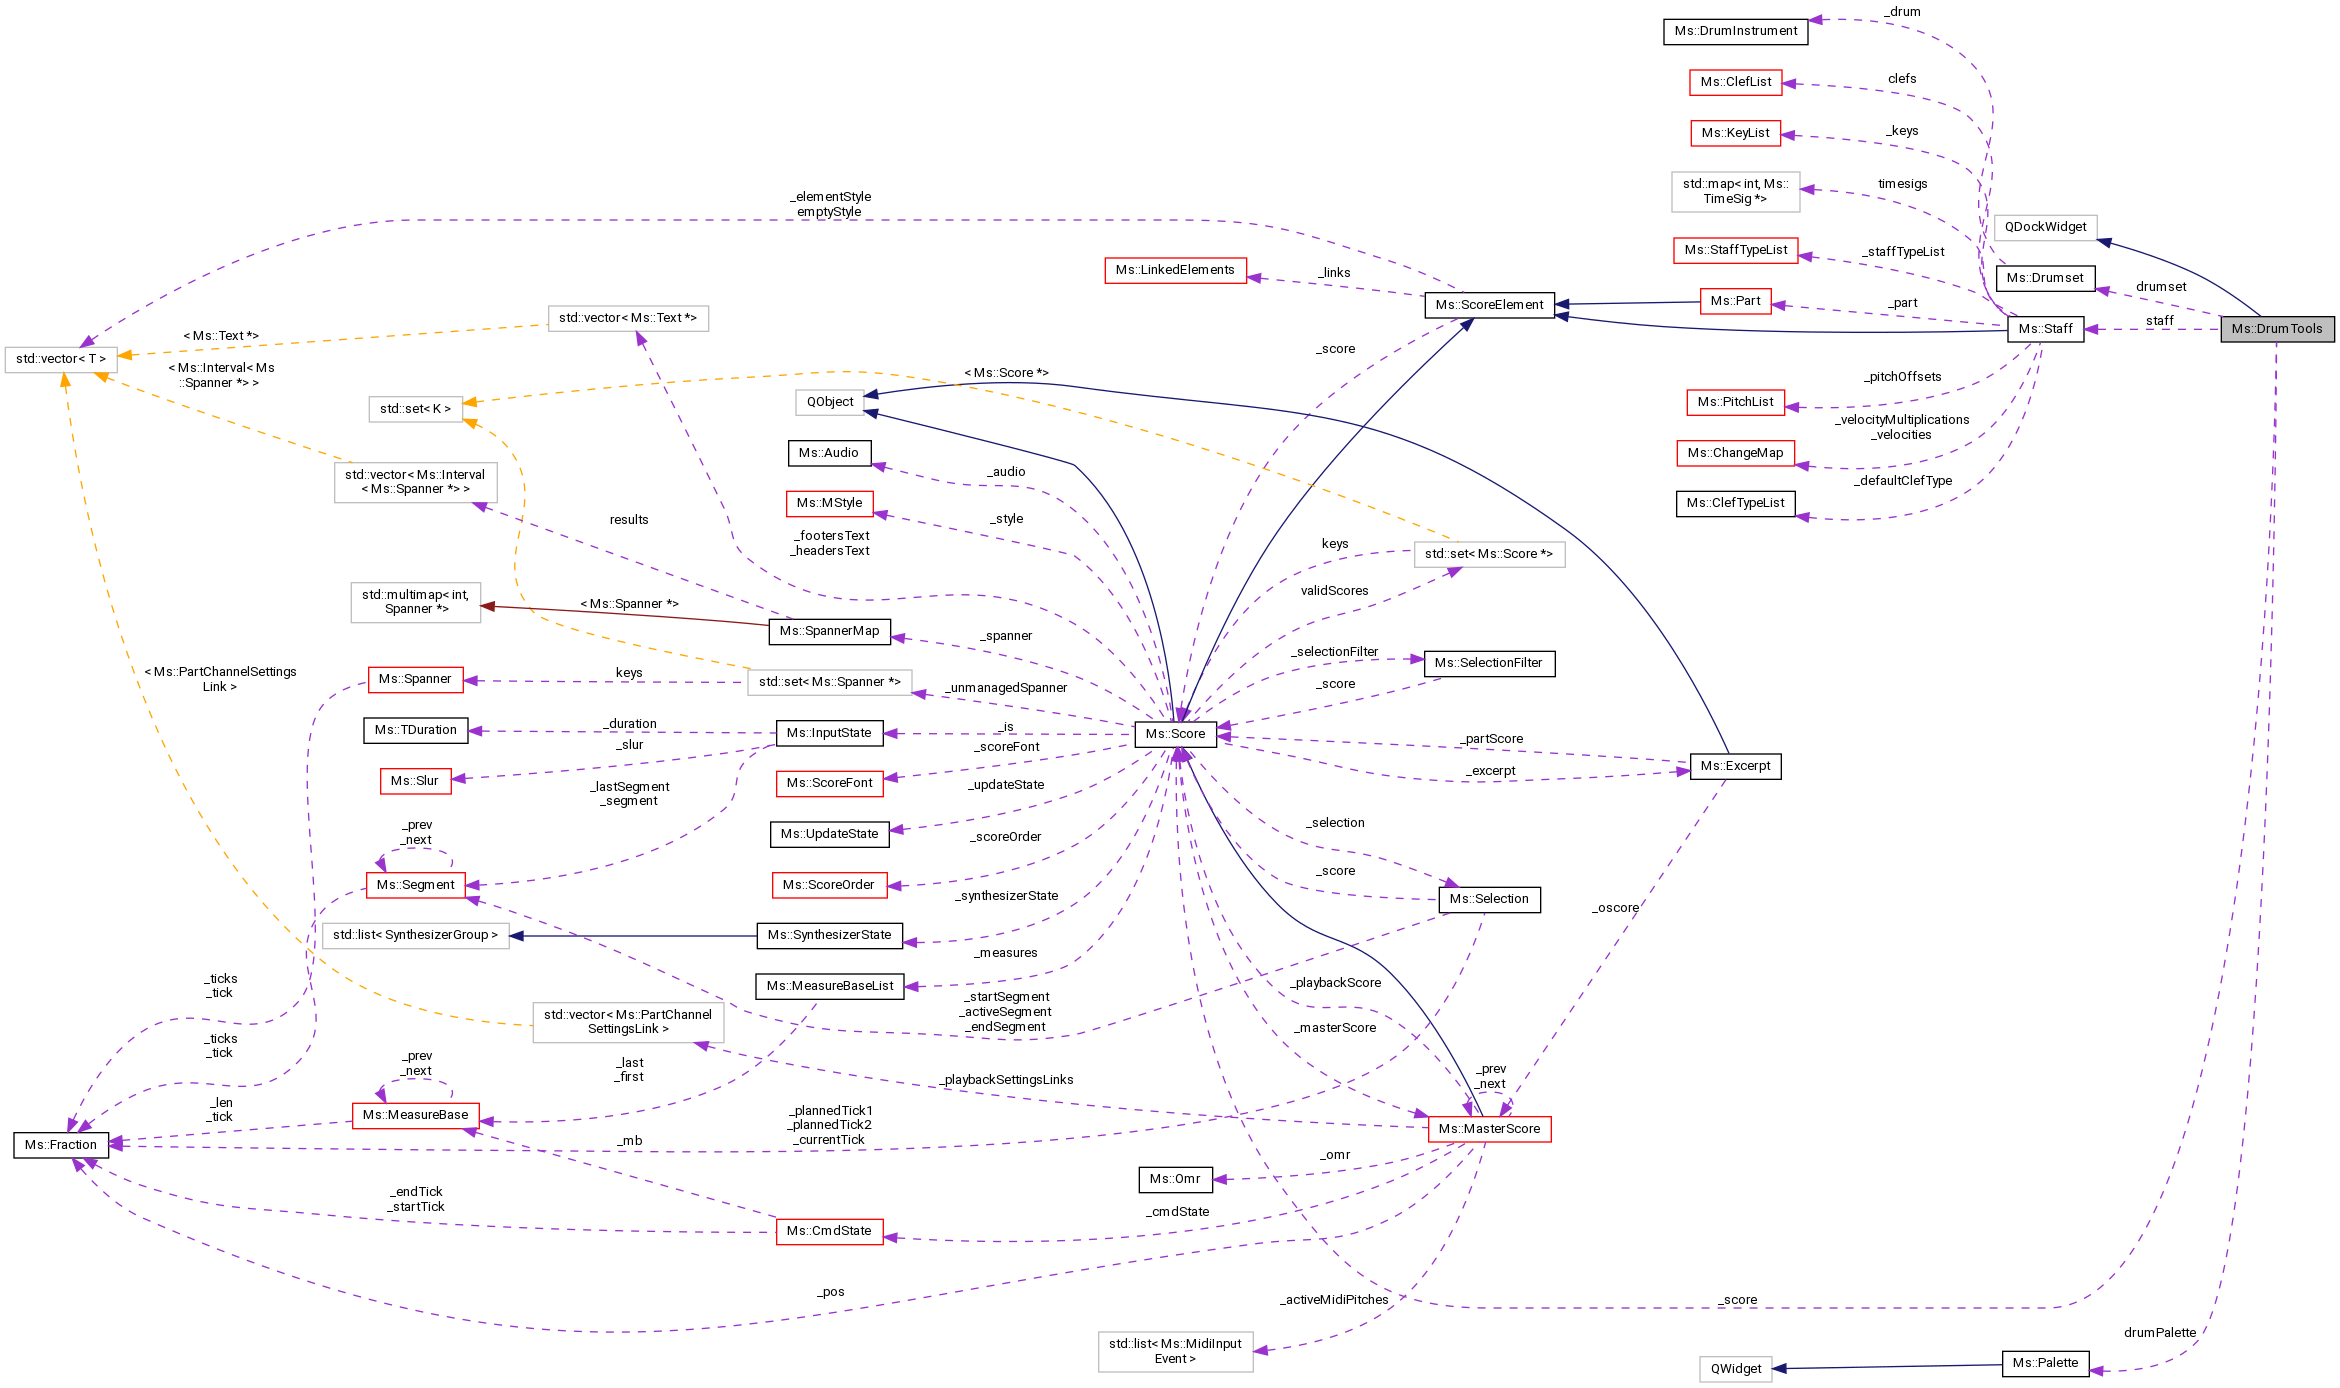 _drum
Ms::DrumInstrument
clefs
Ms::ClefList
_keys
Ms::KeyList
timesigs
std::map< int, Ms::
TimeSig *>
_elementStyle
emptyStyle
QDockWidget
_staffTypeList
Ms::StaffTypeList
_links
Ms::LinkedElements
Ms::Drumset
drumset
Ms::ScoreElement
Ms::Part
_part
staff
Ms::Staff
Ms::DrumTools
std::vector< Ms::Text *>
< Ms::Text *>
std::vector< T >
< Ms::Interval< Ms
::Spanner *> >
_score
< Ms::Score *>
_pitchOffsets
std::set< K >
QObject
Ms::PitchList
_velocityMultiplications
_velocities
Ms::Audio
Ms::ChangeMap
_audio
std::vector< Ms::Interval
< Ms::Spanner *> >
_defaultClefType
Ms::MStyle
Ms::ClefTypeList
results
_style
_footersText
_headersText
keys
std::set< Ms::Score *>
std::multimap< int,
Spanner *>
< Ms::Spanner *>
validScores
Ms::SpannerMap
_spanner
_selectionFilter
Ms::SelectionFilter
< Ms::PartChannelSettings
Link >
Ms::Spanner
keys
std::set< Ms::Spanner *>
_unmanagedSpanner
_score
Ms::TDuration
_duration
Ms::InputState
_is
Ms::Score
_partScore
_slur
_scoreFont
Ms::Excerpt
_excerpt
Ms::Slur
Ms::ScoreFont
_lastSegment
_segment
_updateState
_prev
_next
Ms::UpdateState
_scoreOrder
_selection
Ms::Segment
Ms::ScoreOrder
_score
_synthesizerState
Ms::Selection
_oscore
std::list< SynthesizerGroup >
Ms::SynthesizerState
_measures
_ticks
_tick
Ms::MeasureBaseList
_playbackScore
_startSegment
_activeSegment
_endSegment
std::vector< Ms::PartChannel
SettingsLink >
_masterScore
_ticks
_tick
_prev
_next
_last
_first
_playbackSettingsLinks
_prev
_next
_len
_tick
Ms::MeasureBase
_plannedTick1
_plannedTick2
_currentTick
Ms::MasterScore
Ms::Fraction
_mb
_omr
Ms::Omr
_endTick
_startTick
_cmdState
Ms::CmdState
_pos
_activeMidiPitches
_score
drumPalette
std::list< Ms::MidiInput
Event >
QWidget
Ms::Palette